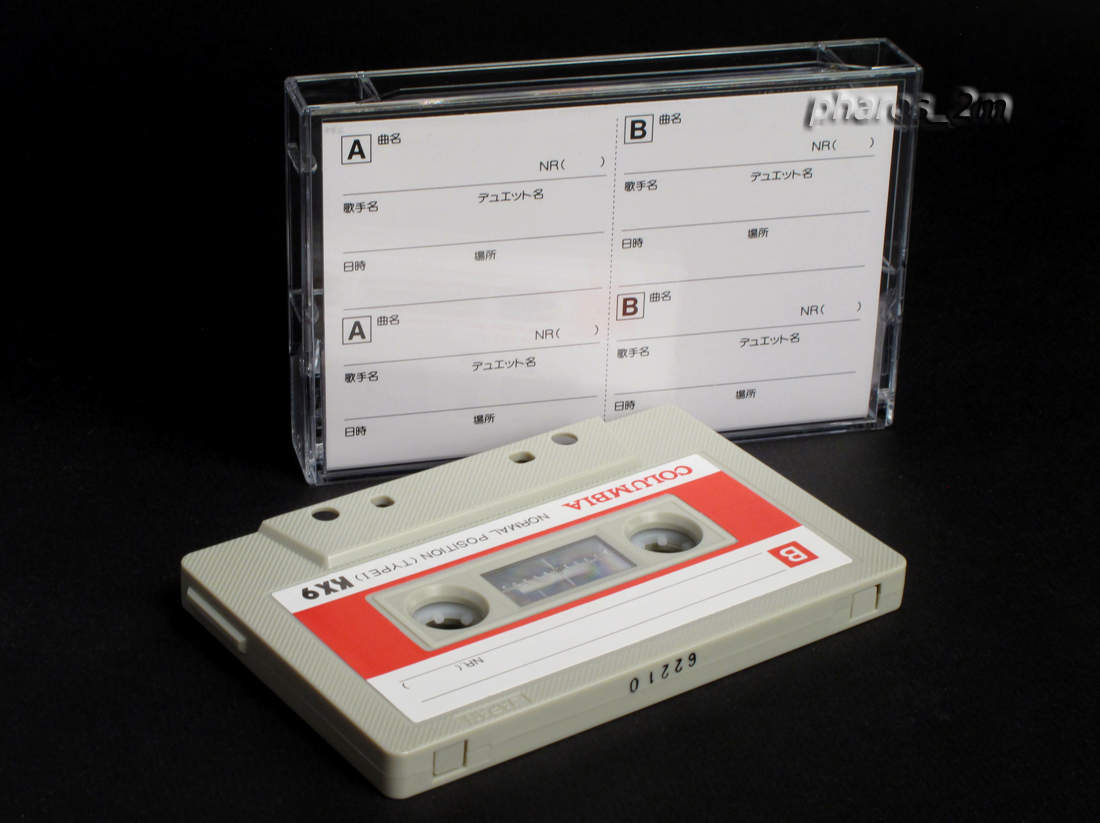 pharos_2m
A 曲名
NR( )
歌手名 デュエット名
日時 場所
B 曲名
NR( )
歌手名 デュエット名
日時 場所
A 曲名
NR( )
歌手名 デュエット名
日時 場所
B 曲名
NR( )
歌手名 デュエット名
日時 場所
B
NR( )
COLUMBIA NORMAL POSITION (TYPE I) KX9
62210